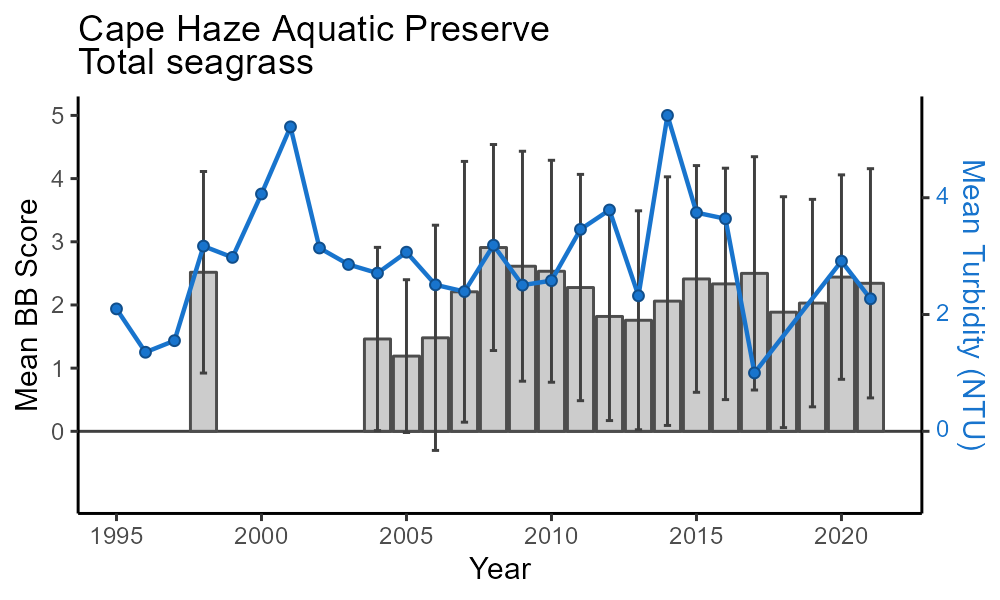 Cape Haze Aquatic Preserve
Total seagrass
Mean BB Score
5
4
3
2
1
0
4
2
0
Mean Turbidity (NTU)
1995 2000 2005 2010 2015 2020
Year